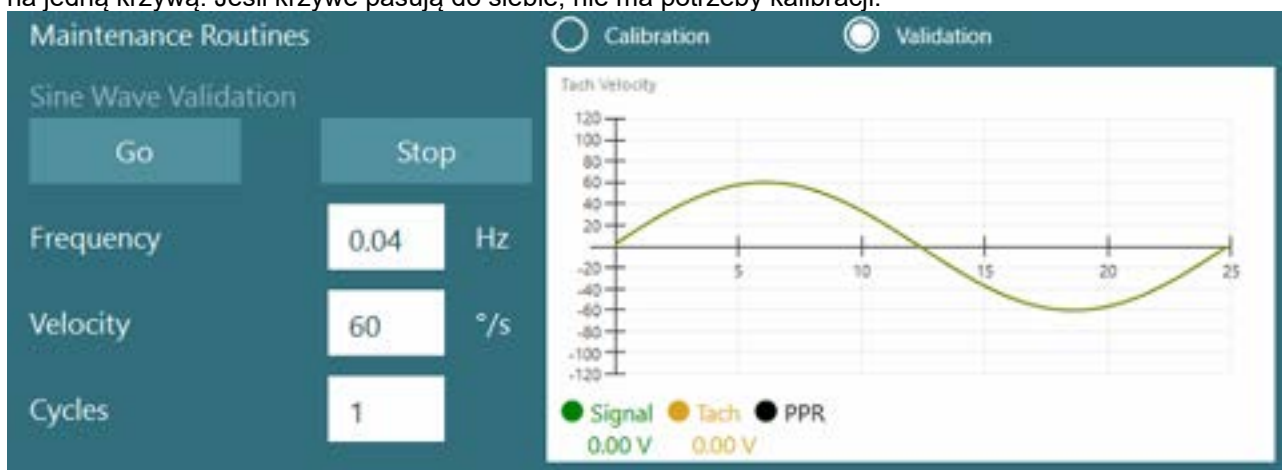 na jedną krzywą. Jeśli krzywe pasują do siebie, nie ma potrzeby kalibracji.
Maintenance Routines
Calibration
Validation
Sine Wave Validation
Go
Stop
Frequency
0.04
Hz
Velocity
60
°/s
Cycles
1
Tach Velocity
120
100
80
60
40
20
-20
-40
-60
-80
-100
-120
5
10
15
20
25
Signal
Tach
PPR
0.00 V
0.00 V